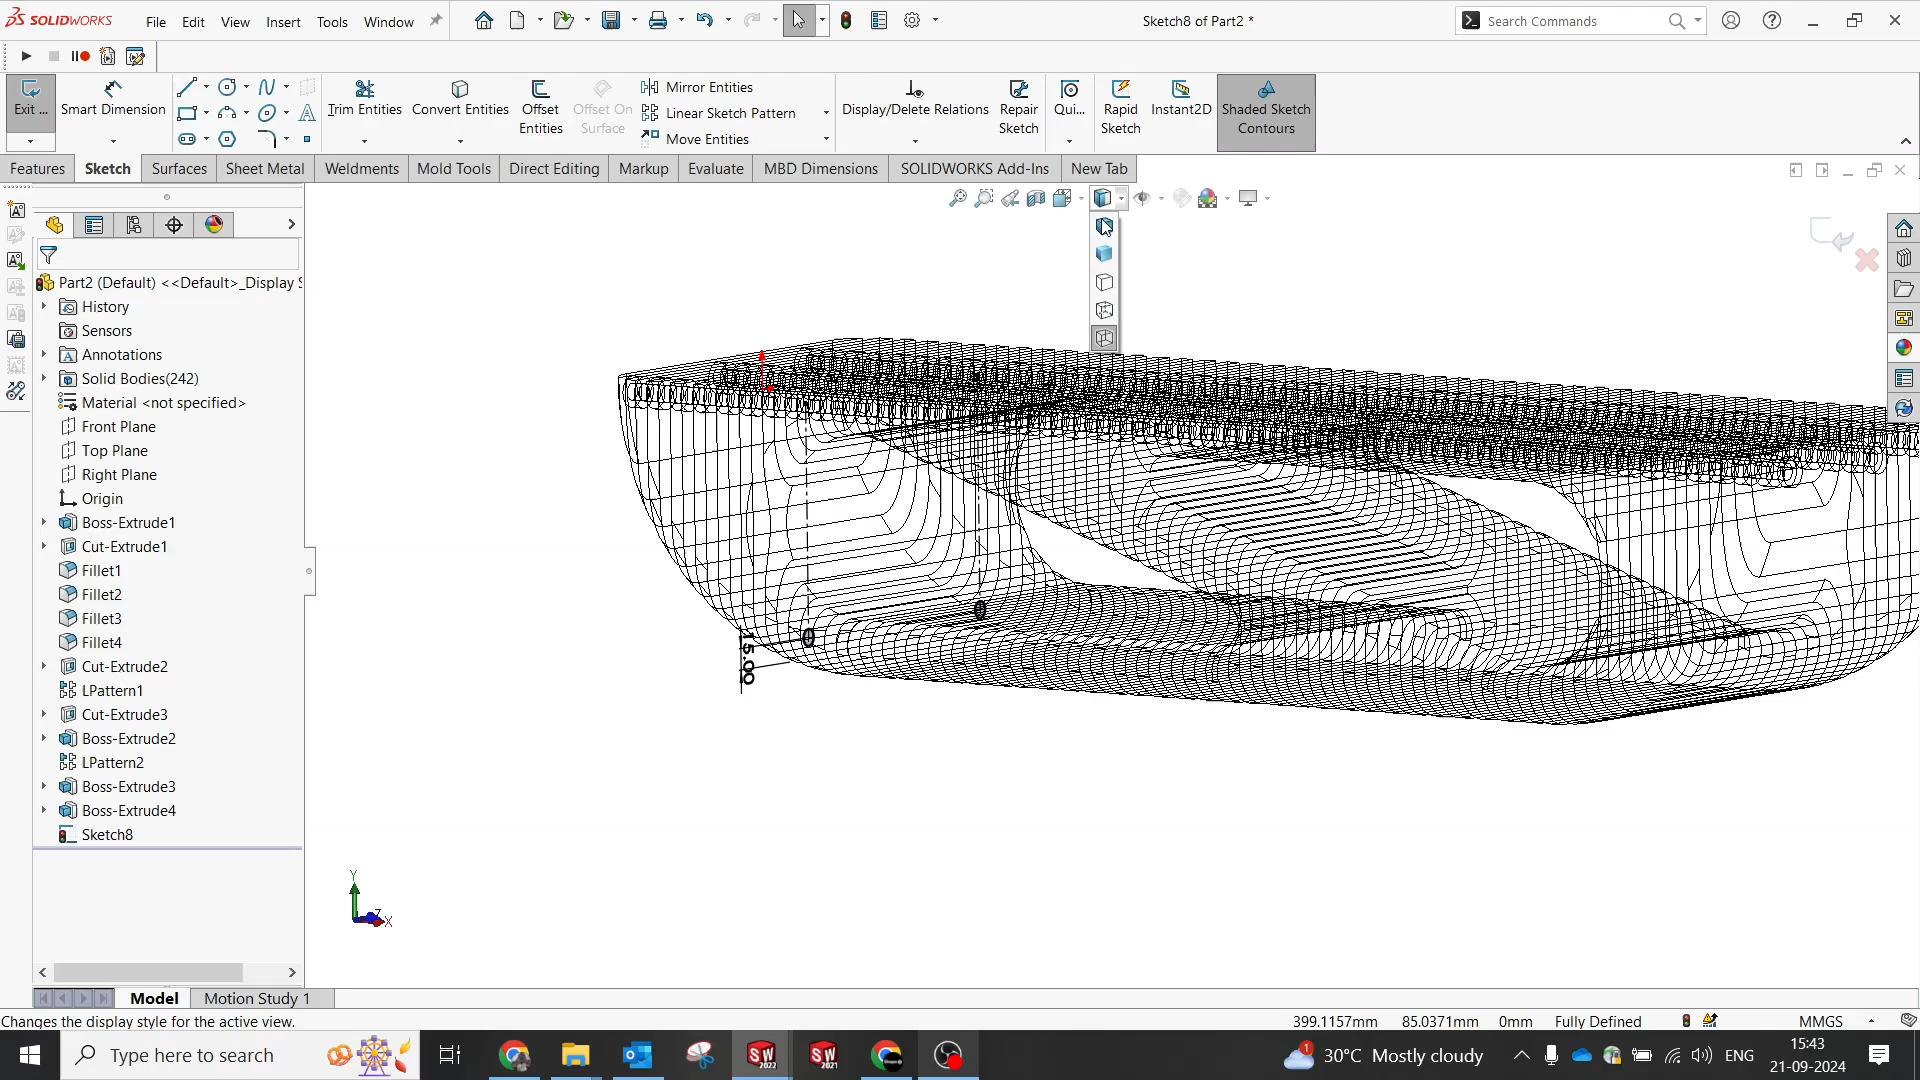 SOLIDWORKS
File Edit View Insert Tools Window
Sketch8 of Part2 *
Search Commands
Exit ...
Smart Dimension
Trim Entities
Convert Entities
Offset Entities
Offset On Surface
Mirror Entities
Linear Sketch Pattern
Move Entities
Display/Delete Relations
Repair Sketch
Qui...
Rapid Sketch
Instant2D
Shaded Sketch Contours
Features Sketch Surfaces Sheet Metal Weldments Mold Tools Direct Editing Markup Evaluate MBD Dimensions SOLIDWORKS Add-Ins New Tab
Part2 (Default) <<Default>_Display S
History
Sensors
Annotations
Solid Bodies(242)
Material <not specified>
Front Plane
Top Plane
Right Plane
Origin
Boss-Extrude1
Cut-Extrude1
Fillet1
Fillet2
Fillet3
Fillet4
Cut-Extrude2
LPattern1
Cut-Extrude3
Boss-Extrude2
LPattern2
Boss-Extrude3
Boss-Extrude4
Sketch8
15.00
Y
Z
X
Model Motion Study 1
Changes the display style for the active view.
399.1157mm 85.0371mm 0mm Fully Defined MMGS
Type here to search
SW 2022
SW 2021
1
30°C Mostly cloudy
ENG
15:43
21-09-2024